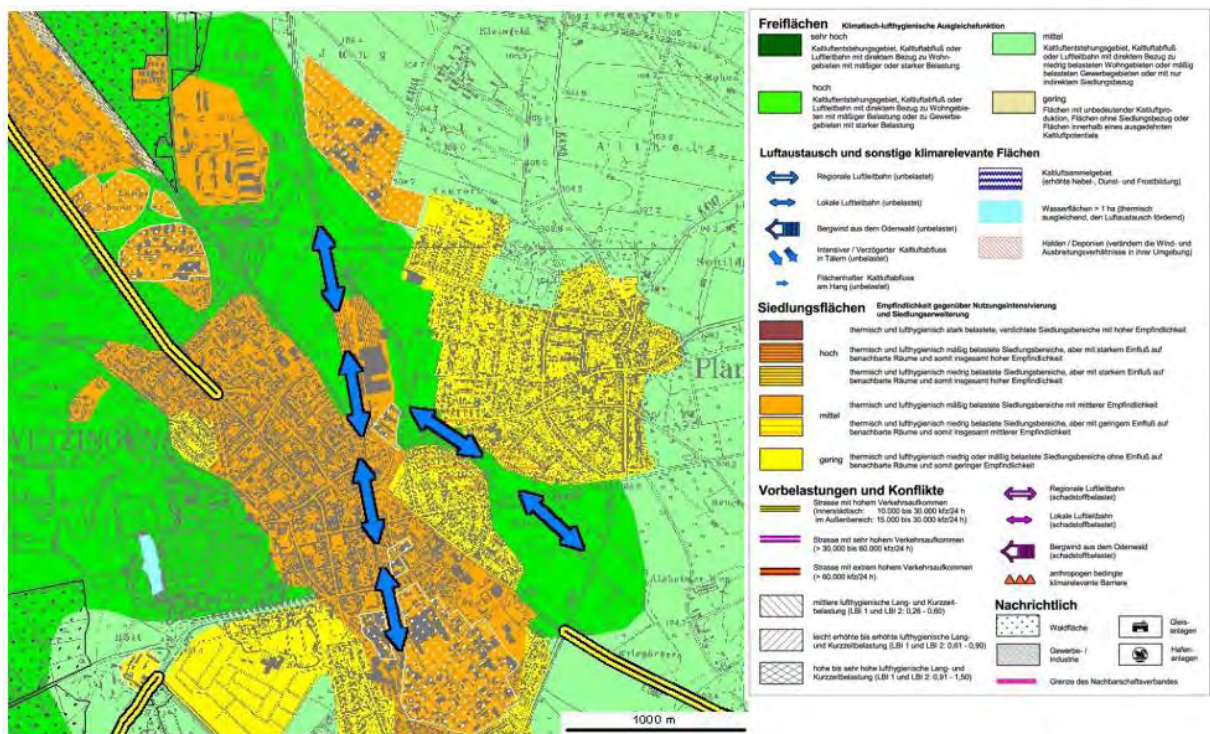 Kleinfeld
Plan
WETZINGEN
1000 m
Freiflächen Klimatisch-lufthygienische Ausgleichsfunktion
sehr hoch
Kaltluftentstehungsgebiet, Kaltluftabfluß oder
Luftleitbahn mit direktem Bezug zu Wohn-
gebieten mit mäßiger oder starker Belastung
hoch
Kaltluftentstehungsgebiet, Kaltluftabfluß oder
Luftleitbahn mit direktem Bezug zu Wohngebie-
ten mit mäßiger Belastung oder zu Gewerbe-
gebieten mit starker Belastung
mittel
Kaltluftentstehungsgebiet, Kaltluftabfluß
oder Luftleitbahn mit direktem Bezug zu
niedrig belasteten Wohngebieten oder mäßig
belasteten Gewerbegebieten oder mit nur
indirektem Siedlungsbezug
gering
Flächen mit unbedeutender Kaltluftpro-
duktion, Flächen ohne Siedlungsbezug oder
Flächen innerhalb eines ausgedehnten
Kaltluftpotentials
Luftaustausch und sonstige klimarelevante Flächen
Regionale Luftleitbahn (unbelastet)
Lokale Luftleitbahn (unbelastet)
Bergwind aus dem Odenwald (unbelastet)
Intensiver / Verzögerter Kaltluftabfluss
in Tälern (unbelastet)
Flächenhafter Kaltluftabfluss
am Hang (unbelastet)
Kaltluftsammelgebiet
(erhöhte Nebel-, Dunst- und Frostbildung)
Wasserflächen > 1 ha (thermisch
ausgleichend, den Luftaustausch fördernd)
Halden / Deponien (verändern die Wind- und
Ausbreitungsverhältnisse in ihrer Umgebung)
Siedlungsflächen Empfindlichkeit gegenüber Nutzungsintensivierung
und Siedlungserweiterung
thermisch und lufthygienisch stark belastete, verdichtete Siedlungsbereiche mit hoher Empfindlichkeit
hoch
thermisch und lufthygienisch mäßig belastete Siedlungsbereiche, aber mit starkem Einfluß auf
benachbarte Räume und somit insgesamt hoher Empfindlichkeit
thermisch und lufthygienisch niedrig belastete Siedlungsbereiche, aber mit starkem Einfluß auf
benachbarte Räume und somit insgesamt hoher Empfindlichkeit
mittel
thermisch und lufthygienisch mäßig belastete Siedlungsbereiche mit mittlerer Empfindlichkeit
thermisch und lufthygienisch niedrig belastete Siedlungsbereiche, aber mit geringem Einfluß auf
benachbarte Räume und somit insgesamt mittlerer Empfindlichkeit
gering
thermisch und lufthygienisch niedrig oder mäßig belastete Siedlungsbereiche ohne Einfluß auf
benachbarte Räume und somit geringer Empfindlichkeit
Vorbelastungen und Konflikte
Strasse mit hohem Verkehrsaufkommen
(Innerstädtisch: 10.000 bis 30.000 kfz/24 h
im Außenbereich: 15.000 bis 30.000 kfz/24 h)
Strasse mit sehr hohem Verkehrsaufkommen
(> 30.000 bis 60.000 kfz/24 h)
Strasse mit extrem hohem Verkehrsaufkommen
(> 60.000 kfz/24 h)
mittlere lufthygienische Lang- und Kurzzeit-
belastung (LBI 1 und LBI 2: 0,26 - 0,60)
leicht erhöhte bis erhöhte lufthygienische Lang-
und Kurzzeitbelastung (LBI 1 und LBI 2: 0,61 - 0,90)
hohe bis sehr hohe lufthygienische Lang- und
Kurzzeitbelastung (LBI 1 und LBI 2: 0,91 - 1,50)
Regionale Luftleitbahn
(schadstoffbelastet)
Lokale Luftleitbahn
(schadstoffbelastet)
Bergwind aus dem Odenwald
(schadstoffbelastet)
anthropogen bedingte
klimarelevante Barriere
Nachrichtlich
Waldfläche
Gleis-
anlagen
Gewerbe- /
Industrie
Hafen-
anlagen
Grenze des Nachbarschaftsverbandes